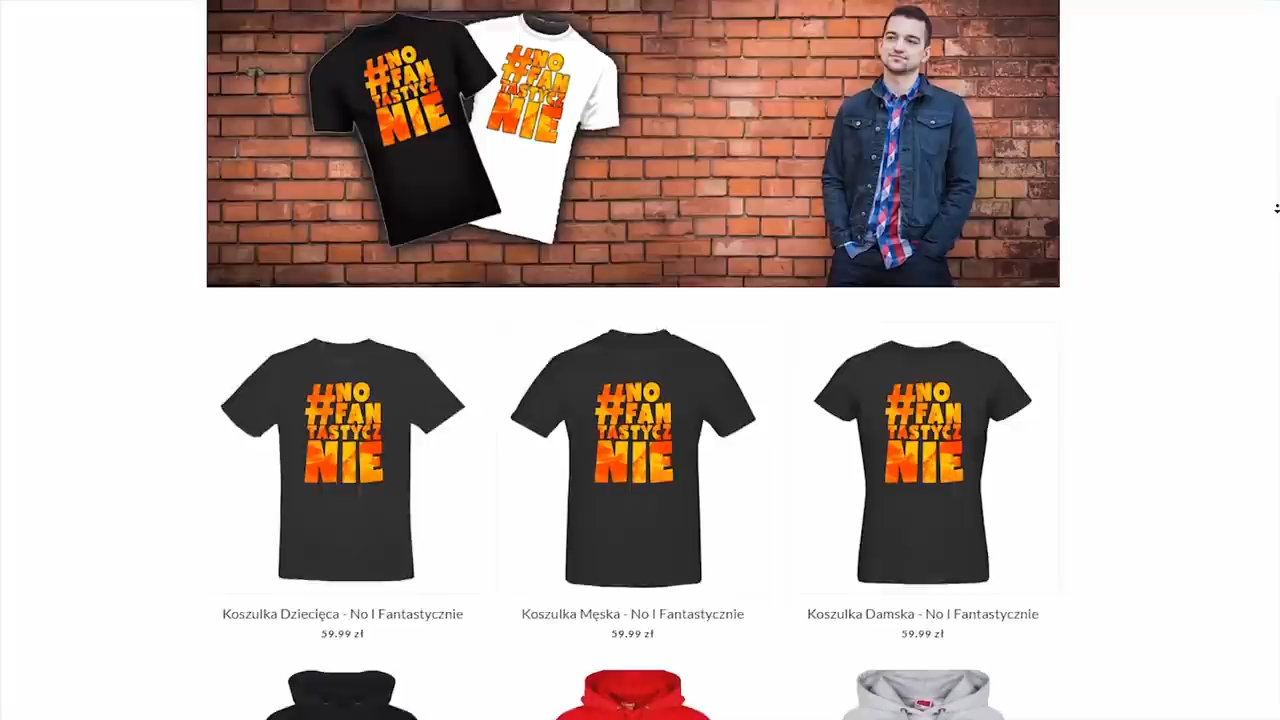 #NO
FAN
TASTYCZ
NIE
#NO
FAN
TASTYCZ
NIE
#NO
FAN
TASTYCZ
NIE
#NO
FAN
TASTYCZ
NIE
#NO
FAN
TASTYCZ
NIE
Koszulka Dziecięca - No I Fantastycznie
Koszulka Męska - No I Fantastycznie
Koszulka Damska - No I Fantastycznie
59.99 zł
59.99 zł
59.99 zł